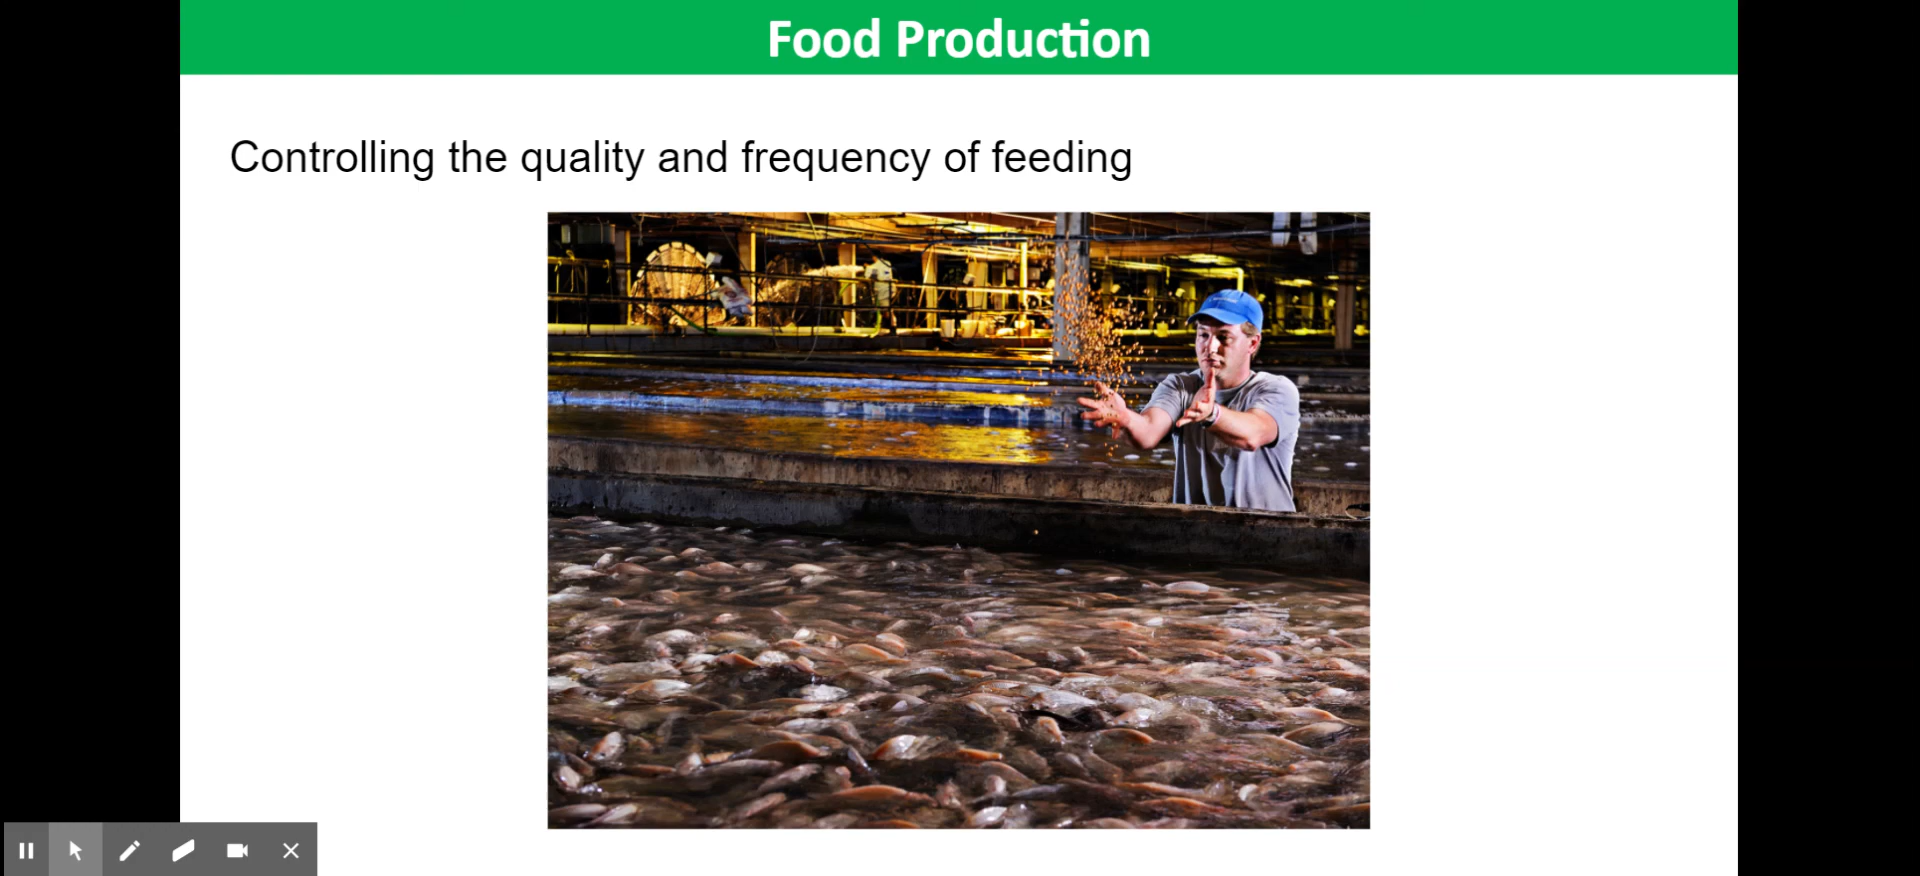 Food Production
Controlling the quality and frequency of feeding